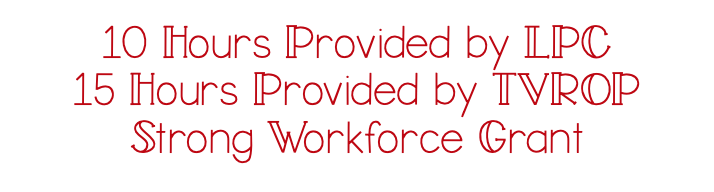 10 Hours Provided by LPC
15 Hours Provided by TVROP
Strong Workforce Grant